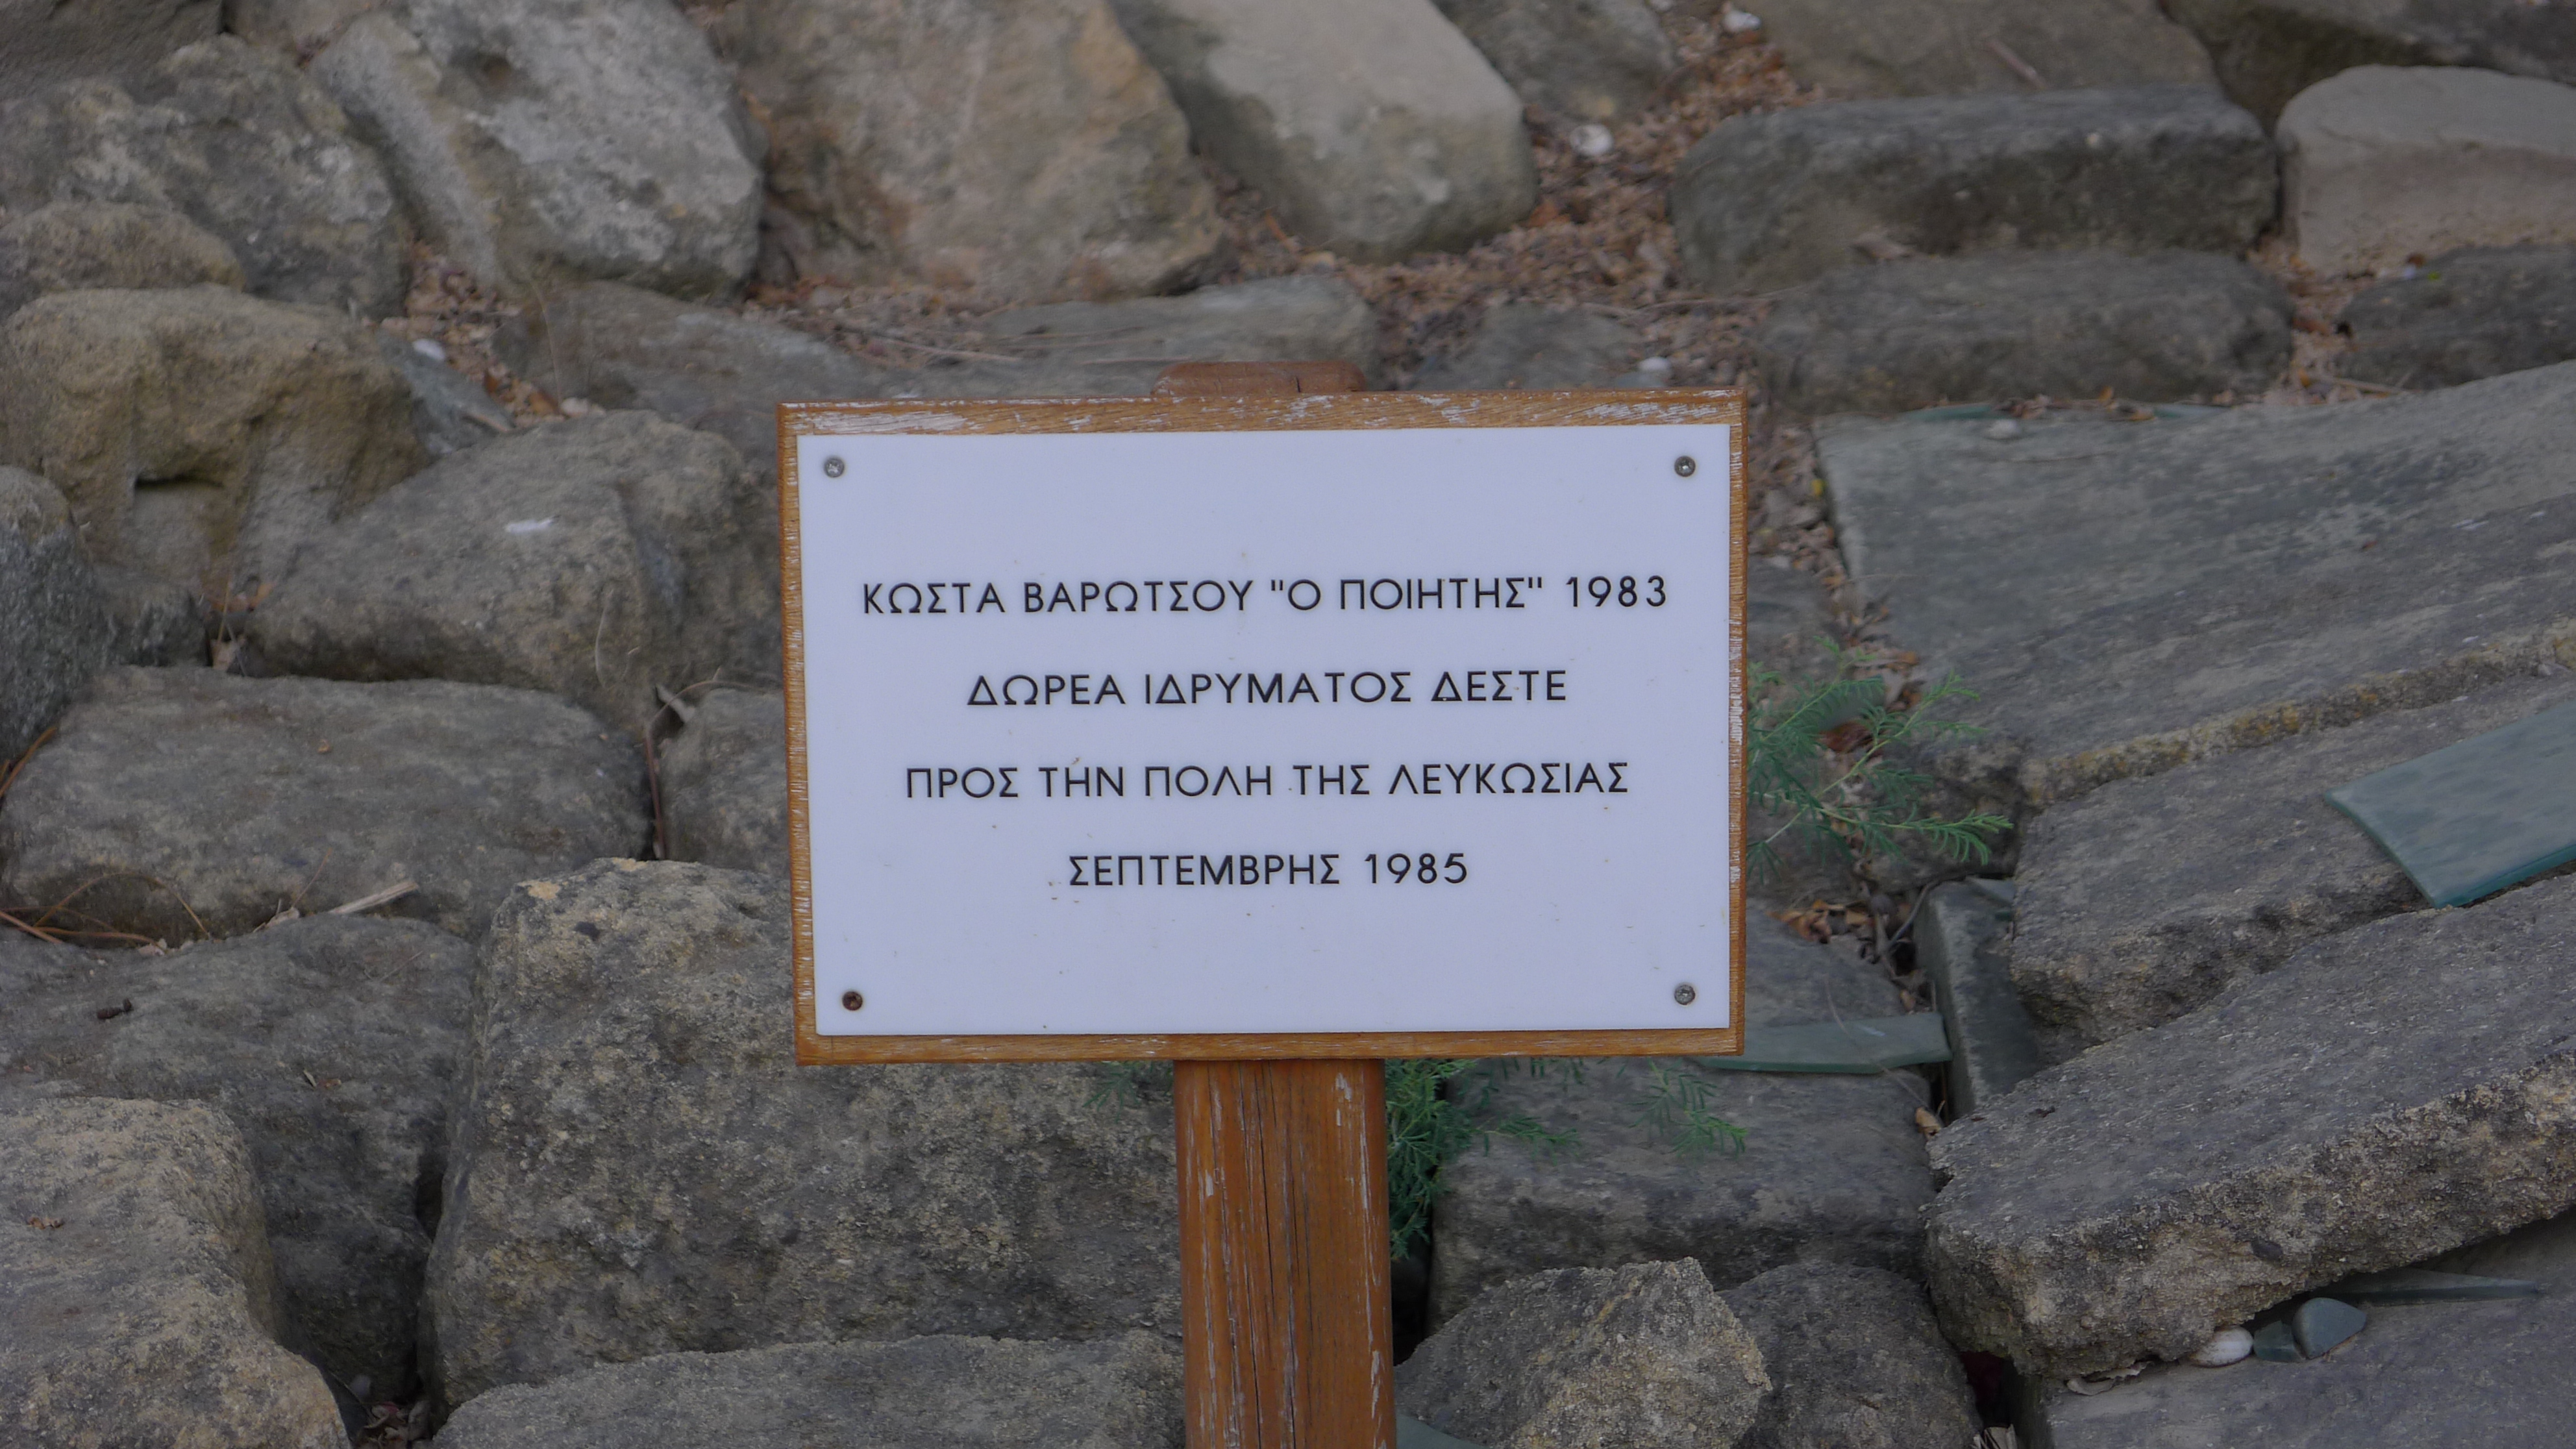 ΚΩΣΤΑ ΒΑΡΩΤΣΟΥ "Ο ΠΟΙΗΤΗΣ" 1983
ΔΩΡΕΑ ΙΔΡΥΜΑΤΟΣ ΔΕΣΤΕ
ΠΡΟΣ ΤΗΝ ΠΟΛΗ ΤΗΣ ΛΕΥΚΩΣΙΑΣ
ΣΕΠΤΕΜΒΡΗΣ 1985